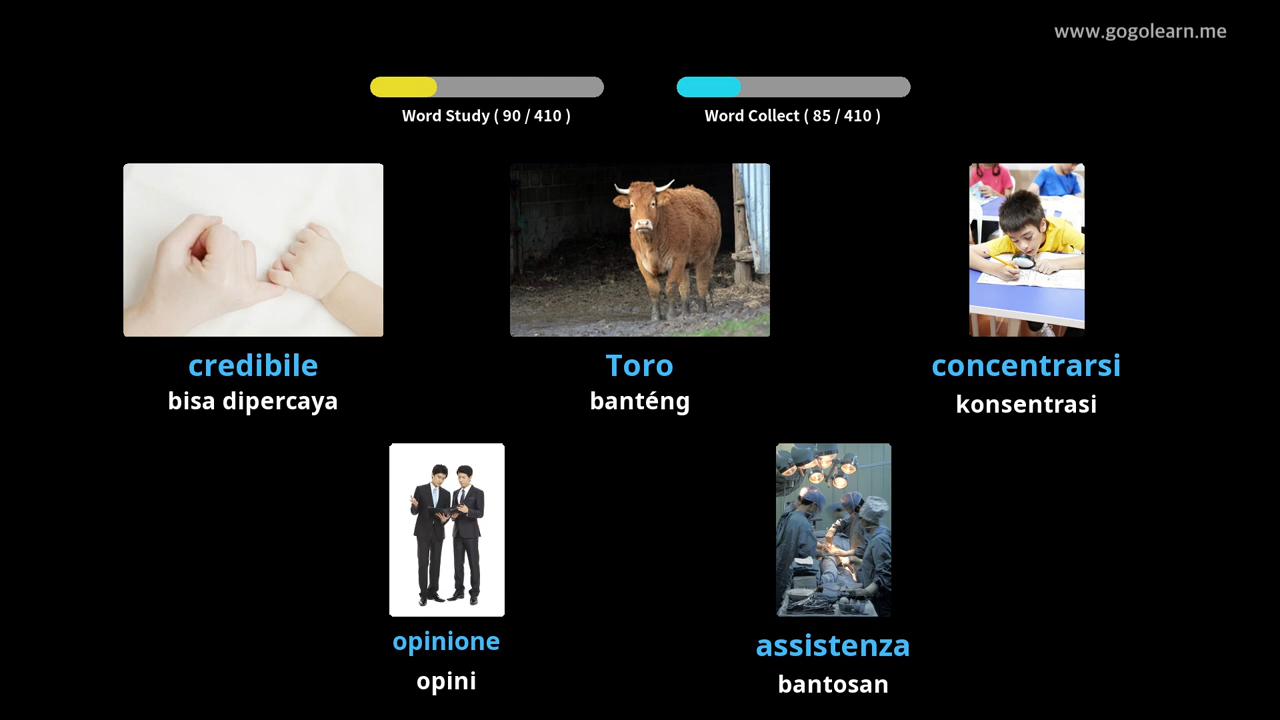 www.gogolearn.me
Word Study ( 90 / 410 )
Word Collect ( 85 / 410 )
credibile
bisa dipercaya
Toro
banténg
concentrarsi
konsentrasi
opinione
opini
assistenza
bantosan